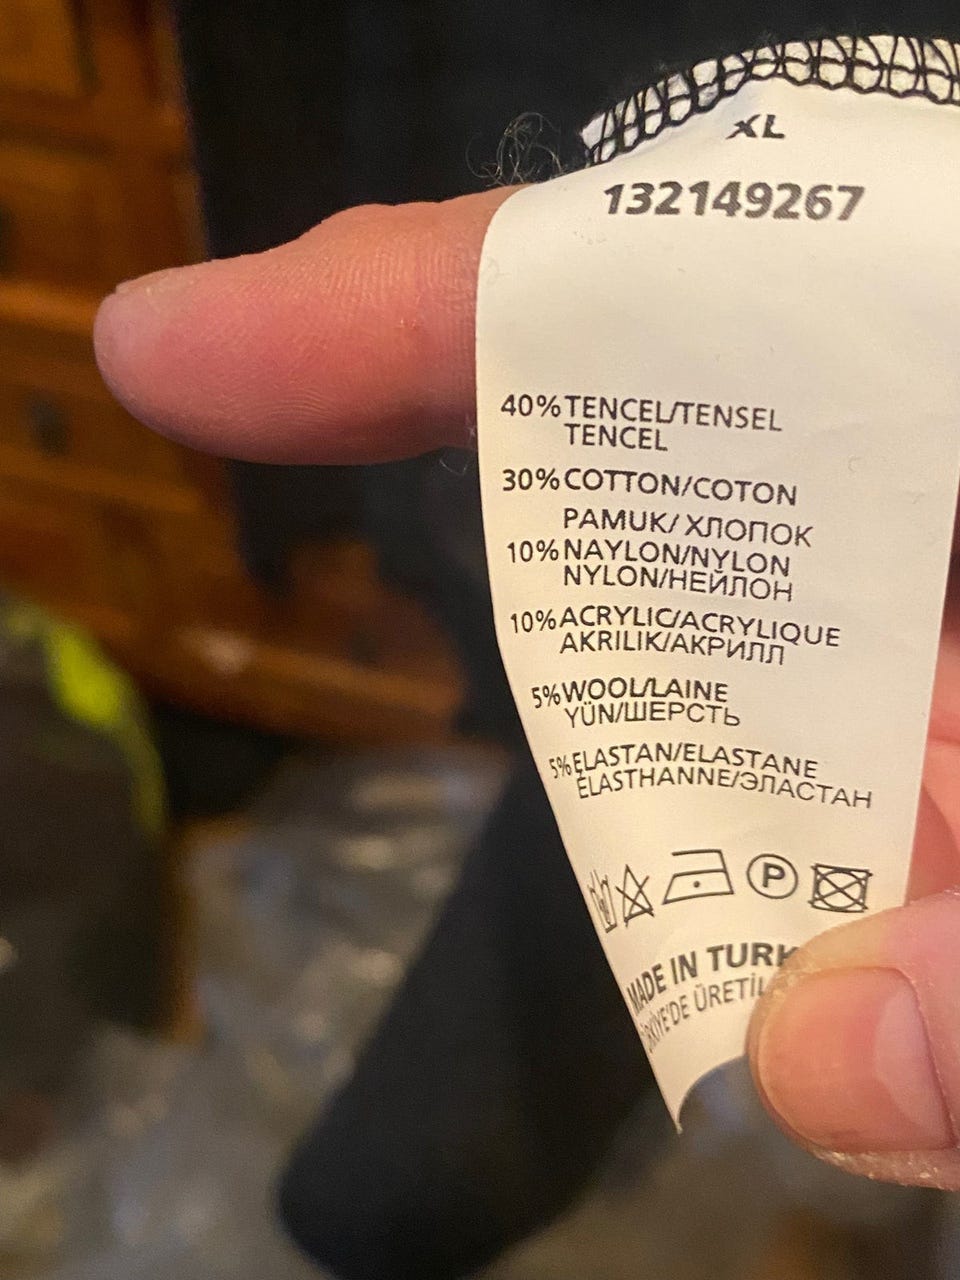 XL
132149267
40% TENCEL/TENSEL
TENCEL
30% COTTON/COTON
PAMUK/ ХЛОПОК
10% NAYLON/NYLON
NYLON/НЕЙЛОН
10% ACRYLIC/ACRYLIQUE
AKRILIK/АКРИЛЛ
5% WOOL/LAINE
YÜN/ШЕРСТЬ
5% ELASTAN/ELASTANE
ELASTHANNE/ЭЛАСТАН
P
MADE IN